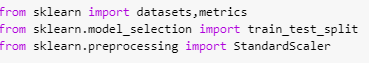 from sklearn import datasets,metrics
from sklearn.model_selection import train_test_split
from sklearn.preprocessing import StandardScaler